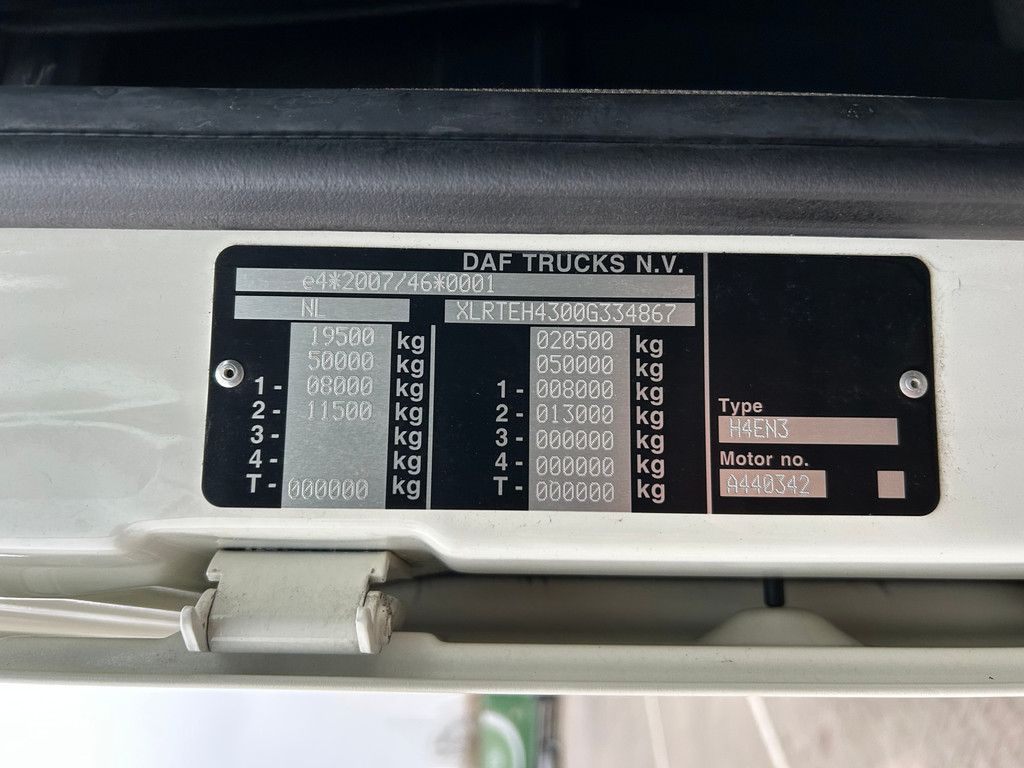 DAF TRUCKS N.V.
e4*2007/46*0001
NL XLRTEH4300G334867
19500 kg 020500 kg
50000 kg 050000 kg
1- 08000 kg 1- 008000 kg
2- 11500 kg 2- 013000 kg
3- kg 3- 000000 kg
4- kg 4- 000000 kg
T- 000000 kg T- 000000 kg
Type
H4EN3
Motor no.
A440342